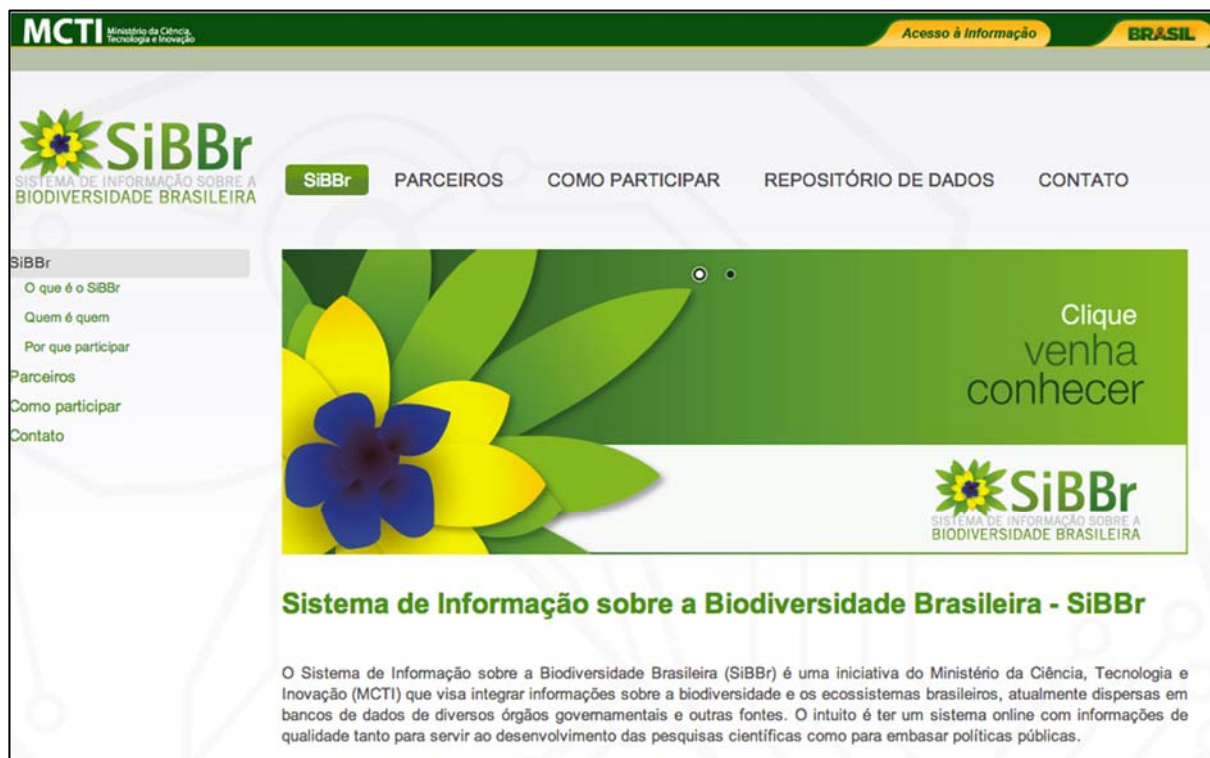 MCTI Ministério da Ciência,
Tecnologia e Inovação
Acesso à Informação
BRASIL
SiBBr
SISTEMA DE INFORMAÇÃO SOBRE A
BIODIVERSIDADE BRASILEIRA
SiBBr PARCEIROS COMO PARTICIPAR REPOSITÓRIO DE DADOS CONTATO
SiBBr
O que é o SiBBr
Quem é quem
Por que participar
Parceiros
Como participar
Contato
Clique
venha
conhecer
SiBBr
SISTEMA DE INFORMAÇÃO SOBRE A
BIODIVERSIDADE BRASILEIRA
Sistema de Informação sobre a Biodiversidade Brasileira - SiBBr
O Sistema de Informação sobre a Biodiversidade Brasileira (SiBBr) é uma iniciativa do Ministério da Ciência, Tecnologia e
Inovação (MCTI) que visa integrar informações sobre a biodiversidade e os ecossistemas brasileiros, atualmente dispersas em
bancos de dados de diversos órgãos governamentais e outras fontes. O intuito é ter um sistema online com informações de
qualidade tanto para servir ao desenvolvimento das pesquisas científicas como para embasar políticas públicas.